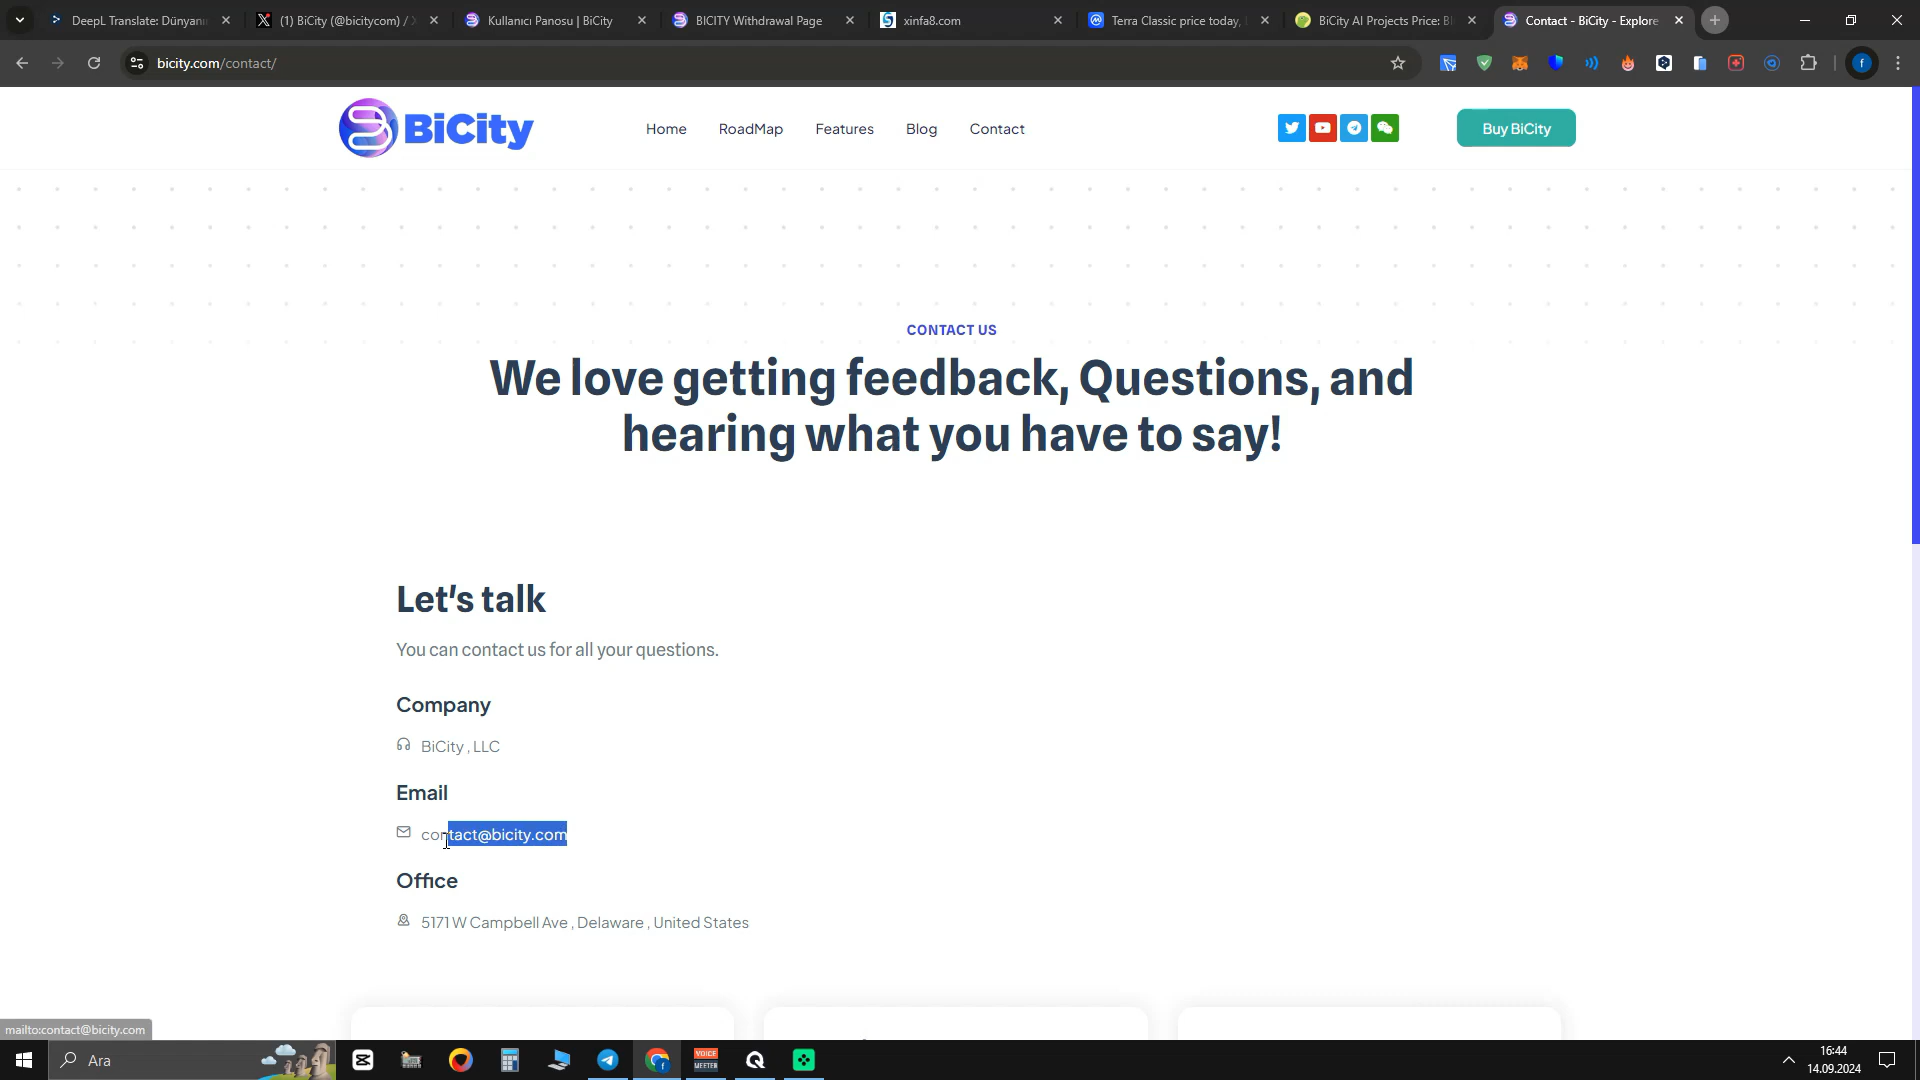 DeepL Translate: Dünyanı
(1) BiCity (@bicitycom) / X
Kullanıcı Panosu | BiCity
BICITY Withdrawal Page
xinfa8.com
Terra Classic price today,
BiCity AI Projects Price: B
Contact - BiCity - Explore
bicity.com/contact/
BiCity
Home
RoadMap
Features
Blog
Contact
Buy BiCity
CONTACT US
We love getting feedback, Questions, and
hearing what you have to say!
Let's talk
You can contact us for all your questions.
Company
BiCity , LLC
Email
contact@bicity.com
Office
5171 W Campbell Ave , Delaware , United States
mailto:contact@bicity.com
Ara
VOICE
MEETER
16:44
14.09.2024